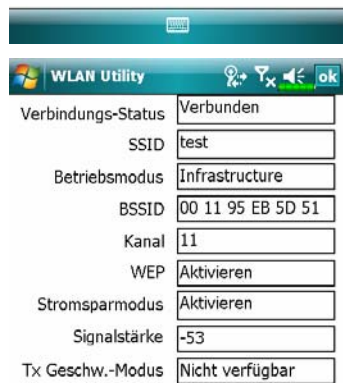 WLAN Utility ok
Verbindungs-Status Verbunden
SSID test
Betriebsmodus Infrastructure
BSSID 00 11 95 EB 5D 51
Kanal 11
WEP Aktivieren
Stromsparmodus Aktivieren
Signalstärke -53
Tx Geschw.-Modus Nicht verfügbar